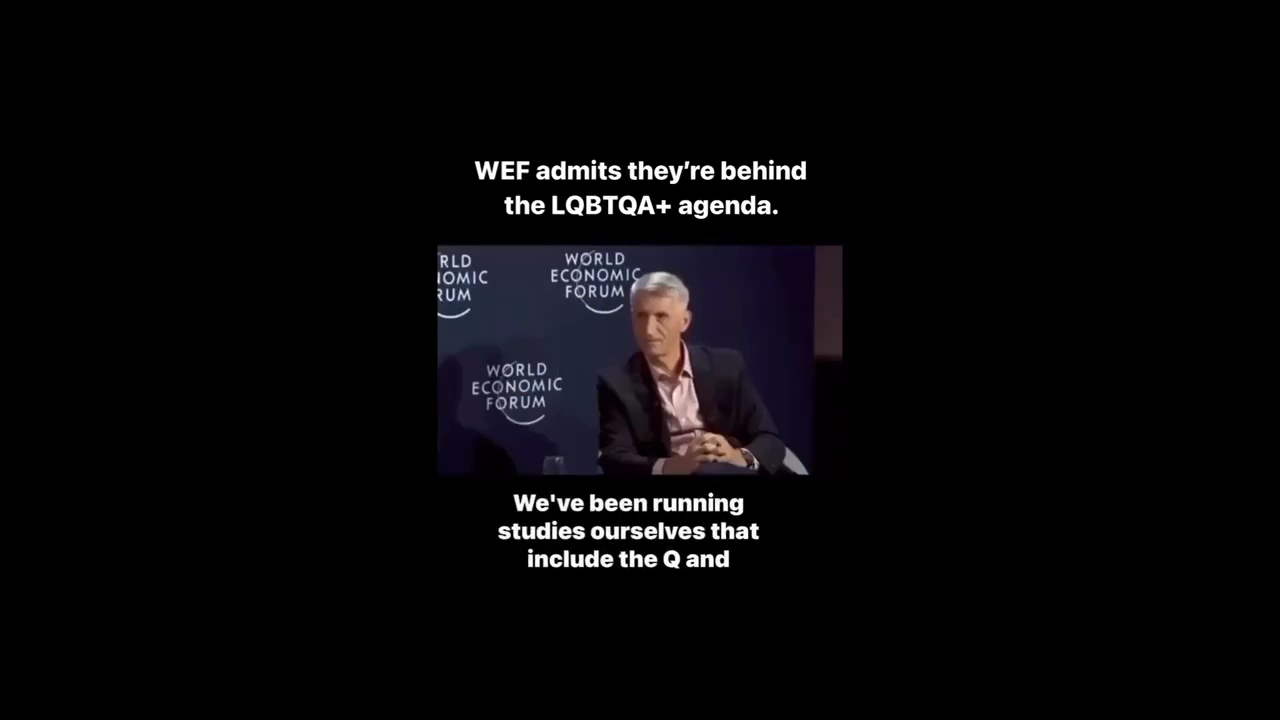 WEF admits they're behind
the LQBTQA+ agenda.
RLD
IOMIC
RUM
WORLD
ECONOMIC
FORUM
WORLD
ECONOMIC
FORUM
We've been running
studies ourselves that
include the Q and